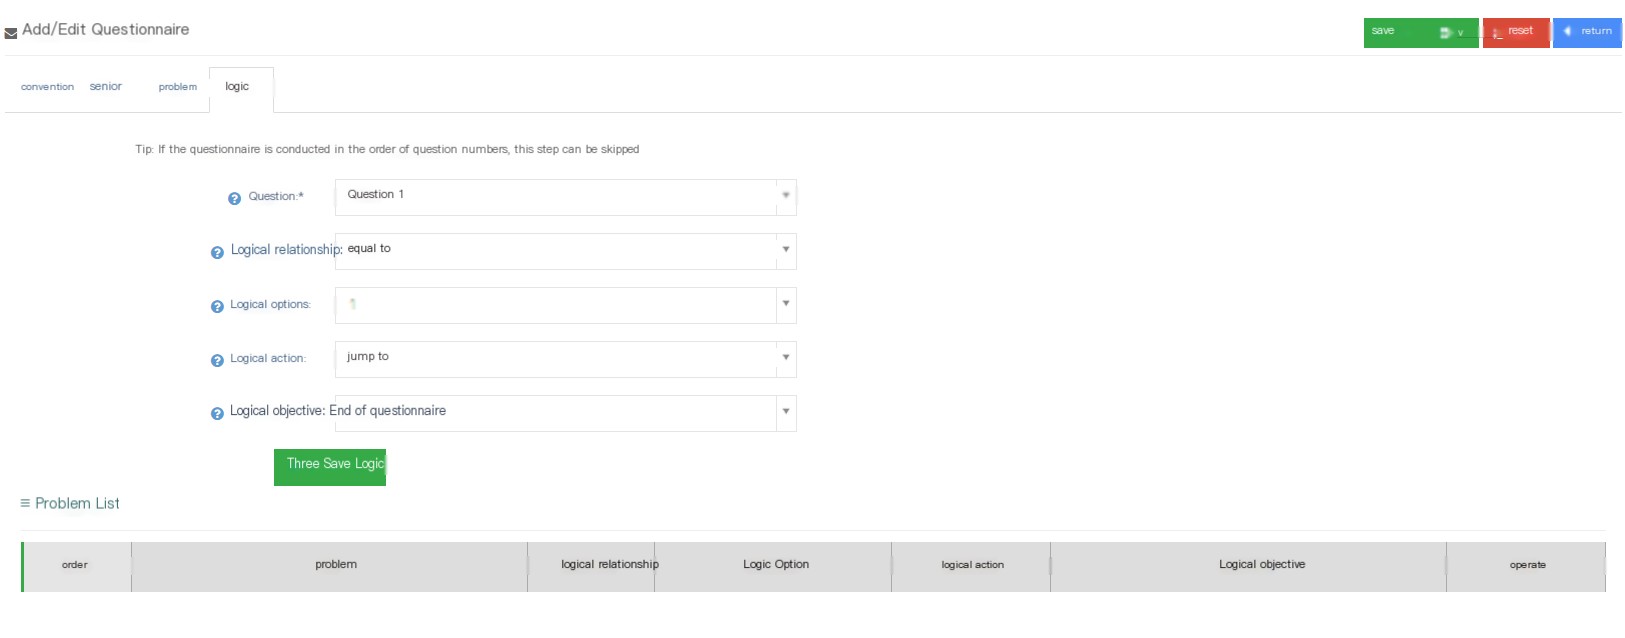 Add/Edit Questionnaire
save
reset
return
convention senior problem logic
Tip: If the questionnaire is conducted in the order of question numbers, this step can be skipped
Question:* Question 1
Logical relationship: equal to
Logical options:
Logical action: jump to
Logical objective: End of questionnaire
Three Save Logic
Problem List
order problem logical relationship Logic Option logical action Logical objective operate